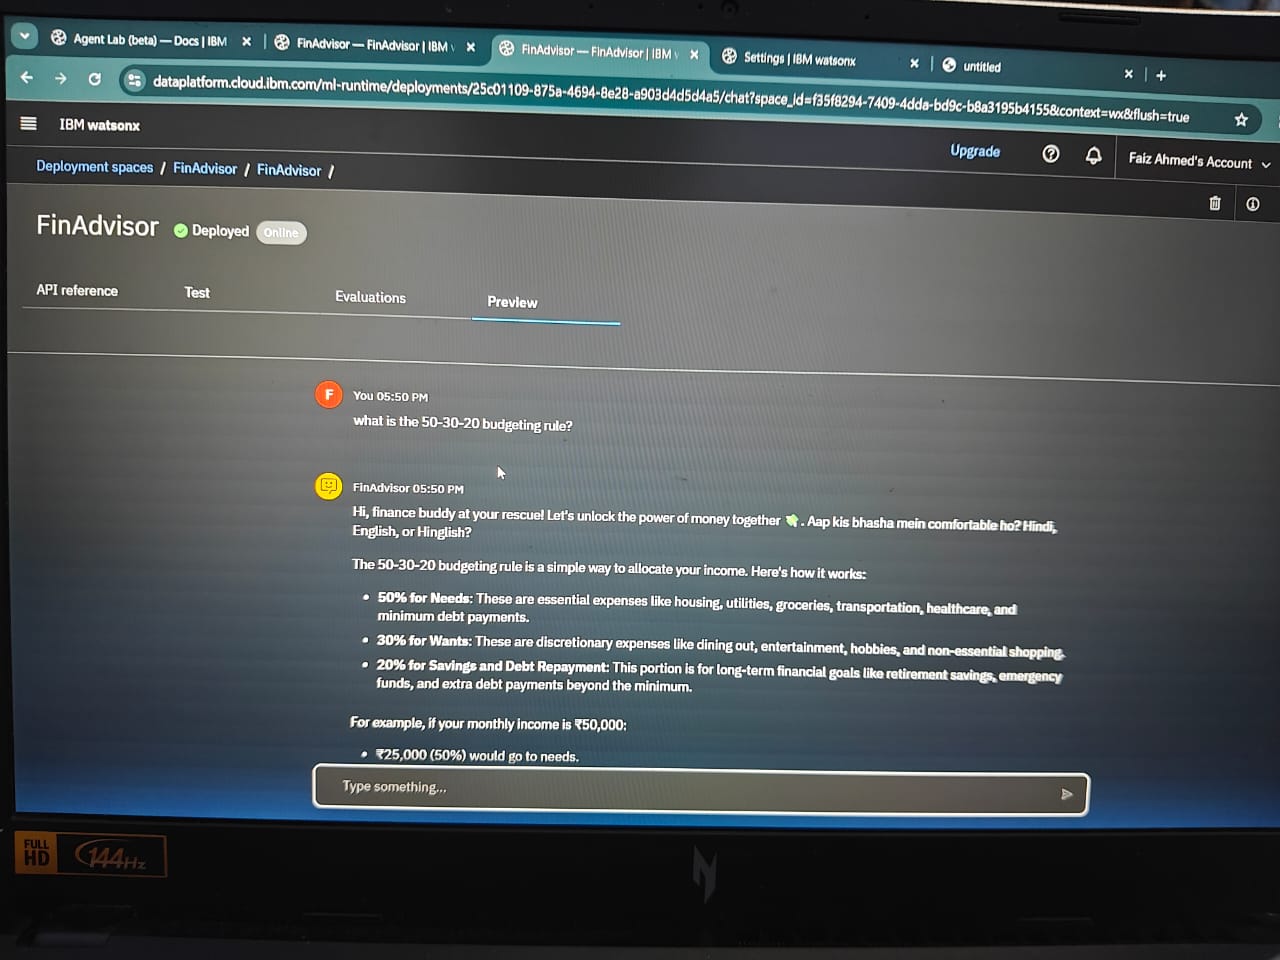 Agent Lab (beta) — Docs | IBM
FinAdvisor — FinAdvisor | IBM
FinAdvisor — FinAdvisor | IBM
Settings | IBM watsonx
untitled
dataplatform.cloud.ibm.com/ml-runtime/deployments/25c01109-875a-4694-8e28-a903d4d5d4a5/chat?space_id=f35f8294-7409-4dda-bd9c-b8a3195b4155&context=wx&flush=true
IBM watsonx
Upgrade
Faiz Ahmed's Account
Deployment spaces / FinAdvisor / FinAdvisor /
FinAdvisor Deployed Online
API reference Test Evaluations Preview
F You 05:50 PM
what is the 50-30-20 budgeting rule?
FinAdvisor 05:50 PM
Hi, finance buddy at your rescue! Let's unlock the power of money together . Aap kis bhasha mein comfortable ho? Hindi,
English, or Hinglish?
The 50-30-20 budgeting rule is a simple way to allocate your income. Here's how it works:
• 50% for Needs: These are essential expenses like housing, utilities, groceries, transportation, healthcare, and
minimum debt payments.
• 30% for Wants: These are discretionary expenses like dining out, entertainment, hobbies, and non-essential shopping.
• 20% for Savings and Debt Repayment: This portion is for long-term financial goals like retirement savings, emergency
funds, and extra debt payments beyond the minimum.
For example, if your monthly income is ₹50,000:
• ₹25,000 (50%) would go to needs.
Type something...
FULL
HD
144Hz